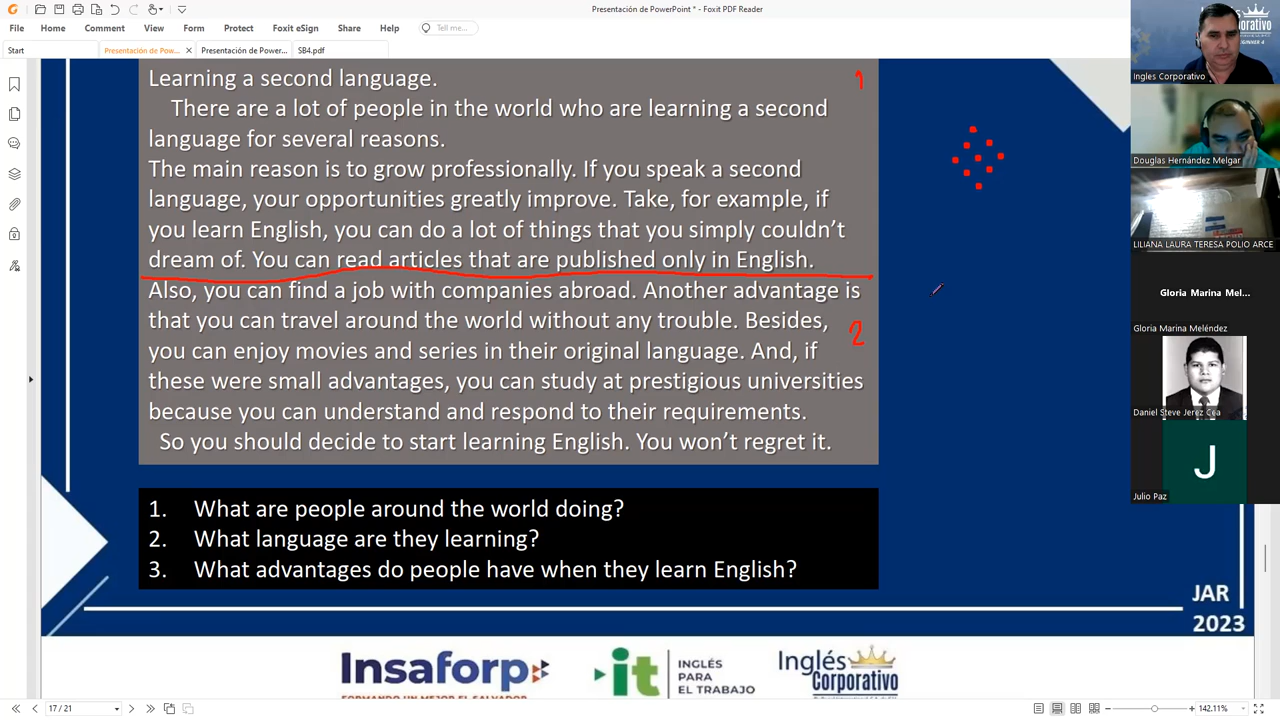 Presentación de PowerPoint * - Foxit PDF Reader
File Home Comment View Form Protect Foxit eSign Share Help Tell me...
Start Presentación de Pow... Presentación de Power... SB4.pdf
Learning a second language.
There are a lot of people in the world who are learning a second
language for several reasons.
The main reason is to grow professionally. If you speak a second
language, your opportunities greatly improve. Take, for example, if
you learn English, you can do a lot of things that you simply couldn't
dream of. You can read articles that are published only in English.
Also, you can find a job with companies abroad. Another advantage is
that you can travel around the world without any trouble. Besides,
you can enjoy movies and series in their original language. And, if
these were small advantages, you can study at prestigious universities
because you can understand and respond to their requirements.
So you should decide to start learning English. You won't regret it.
1
2
1. What are people around the world doing?
2. What language are they learning?
3. What advantages do people have when they learn English?
JAR
2023
Insaforp
FORMANDO UN MEJOR EL SALVADOR
it INGLÉS
PARA
EL TRABAJO
Inglés
Corporativo
Inglés
Corporativo
Ingles Corporativo
Douglas Hernández Melgar
LILIANA LAURA TERESA POLIO ARCE
Gloria Marina Mel...
Gloria Marina Meléndez
Daniel Steve Jerez Cea
J
Julio Paz
17 / 21
142.11%